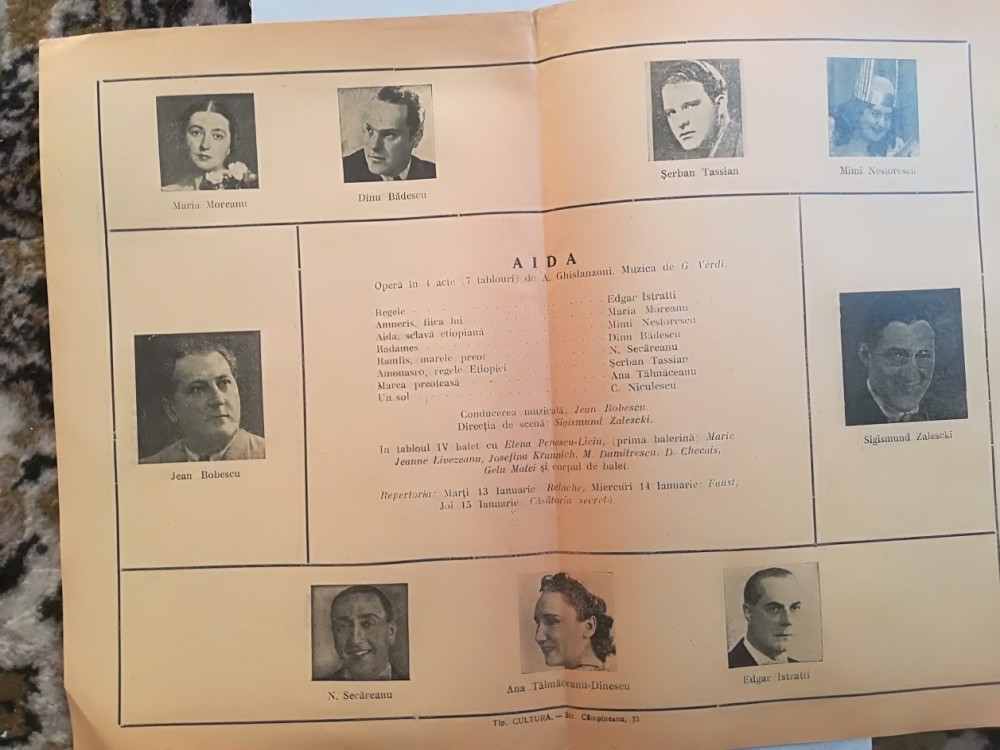 Maria Moreanu
Dinu Bădescu
Şerban Tassian
Mimi Nestorescu
AIDA
Operă în 4 acte (7 tablouri) de A. Ghislanzoni. Muzica de G. Verdi.
Regele Edgar Istratti
Amneris, fiica lui Maria Moreanu
Aida, sclavă etiopiană Mimi Nestorescu
Radames Dinu Bădescu
Ramfis, marele preot N. Secăreanu
Amonasro, regele Etiopiei Şerban Tassian
Marea preoteasă Ana Tălmăceanu
Un sol C. Niculescu
Conducerea muzicală: Jean Bobescu.
Direcţia de scenă: Sigismund Zalescki.
In tabloul IV balet cu Elena Penescu-Liciu, (prima balerină) Marie
Jeanne Livezeanu, Josefina Krannich, M. Dumitrescu, D. Checais,
Gelu Matei şi corpul de balet.
Repertoriu: Marţi 13 Ianuarie Relache, Miercuri 14 Ianuarie Faust,
Joi 15 Ianuarie Căsătoria secretă.
Jean Bobescu
Sigismund Zalescki
N. Secăreanu
Ana Tălmăceanu-Dinescu
Edgar Istratti
Tip. CULTURA. — Str. Câmpineanu, 15